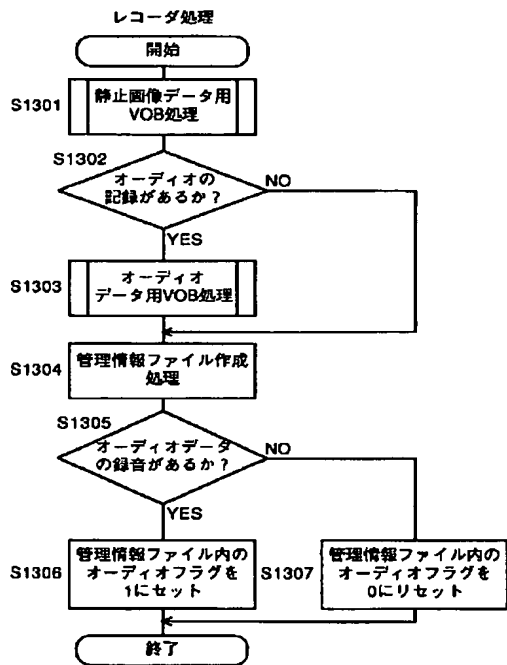 レコーダ処理
開始
S1301
静止画像データ用
VOB処理
S1302
オーディオの
記録があるか？
NO
YES
S1303
オーディオ
データ用VOB処理
S1304
管理情報ファイル作成
処理
S1305
オーディオデータ
の録音があるか？
NO
YES
S1306
管理情報ファイル内の
オーディオフラグを
1にセット
S1307
管理情報ファイル内の
オーディオフラグを
0にリセット
終了